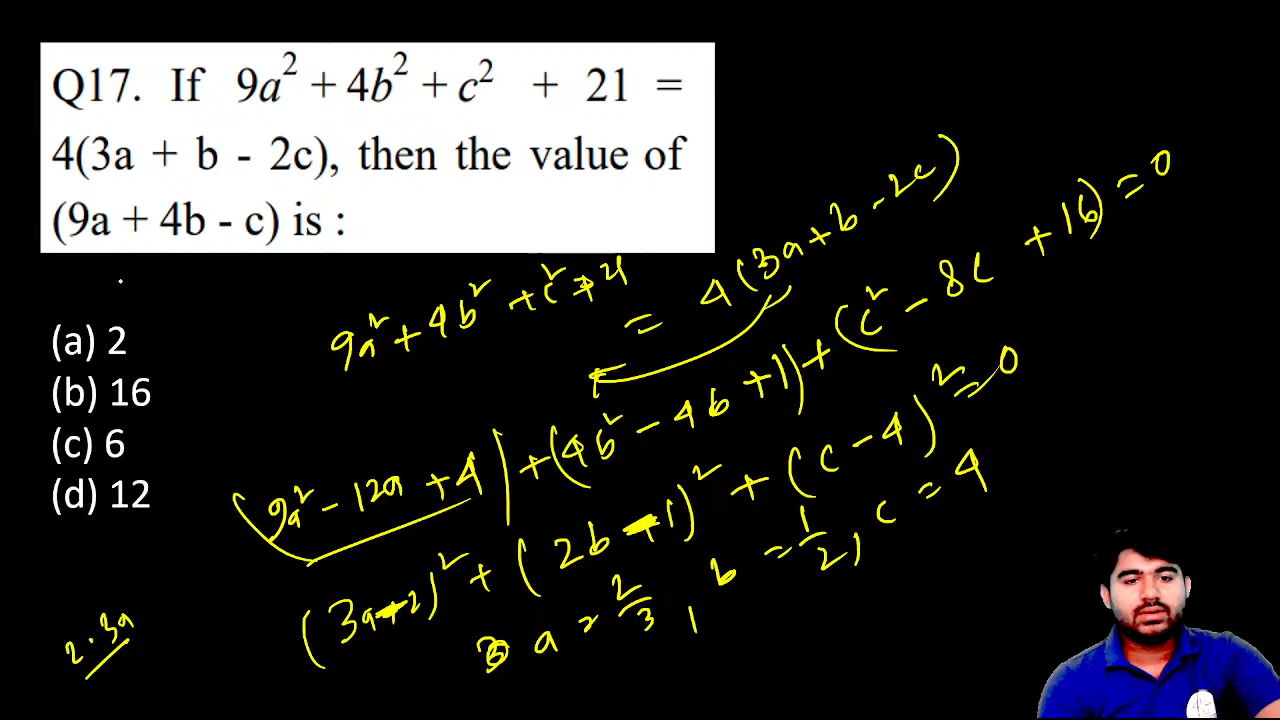 Q17. If 9a² + 4b² + c² + 21 =
4(3a + b - 2c), then the value of
(9a + 4b - c) is :
(a) 2
(b) 16
(c) 6
(d) 12
9a² + 4b² + c² + 21 = 4(3a + b - 2c)
(9a² - 12a + 4) + (4b² - 4b + 1) + (c² - 8c + 16) = 0
(3a - 2)² + (2b - 1)² + (c - 4)² = 0
a = 2/3, b = 1/2, c = 4
2 · 3a